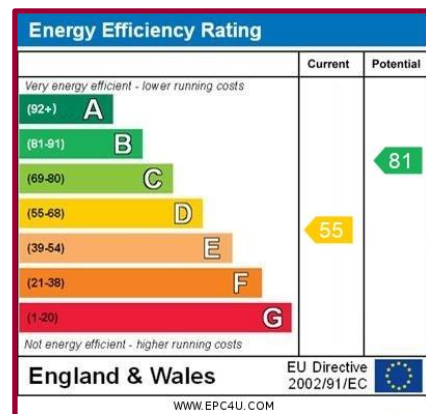 Energy Efficiency Rating
Current Potential
Very energy efficient - lower running costs
(92+) A
(81-91) B
81
(69-80) C
(55-68) D
55
(39-54) E
(21-38) F
(1-20) G
Not energy efficient - higher running costs
England & Wales
EU Directive
2002/91/EC
WWW.EPC4U.COM